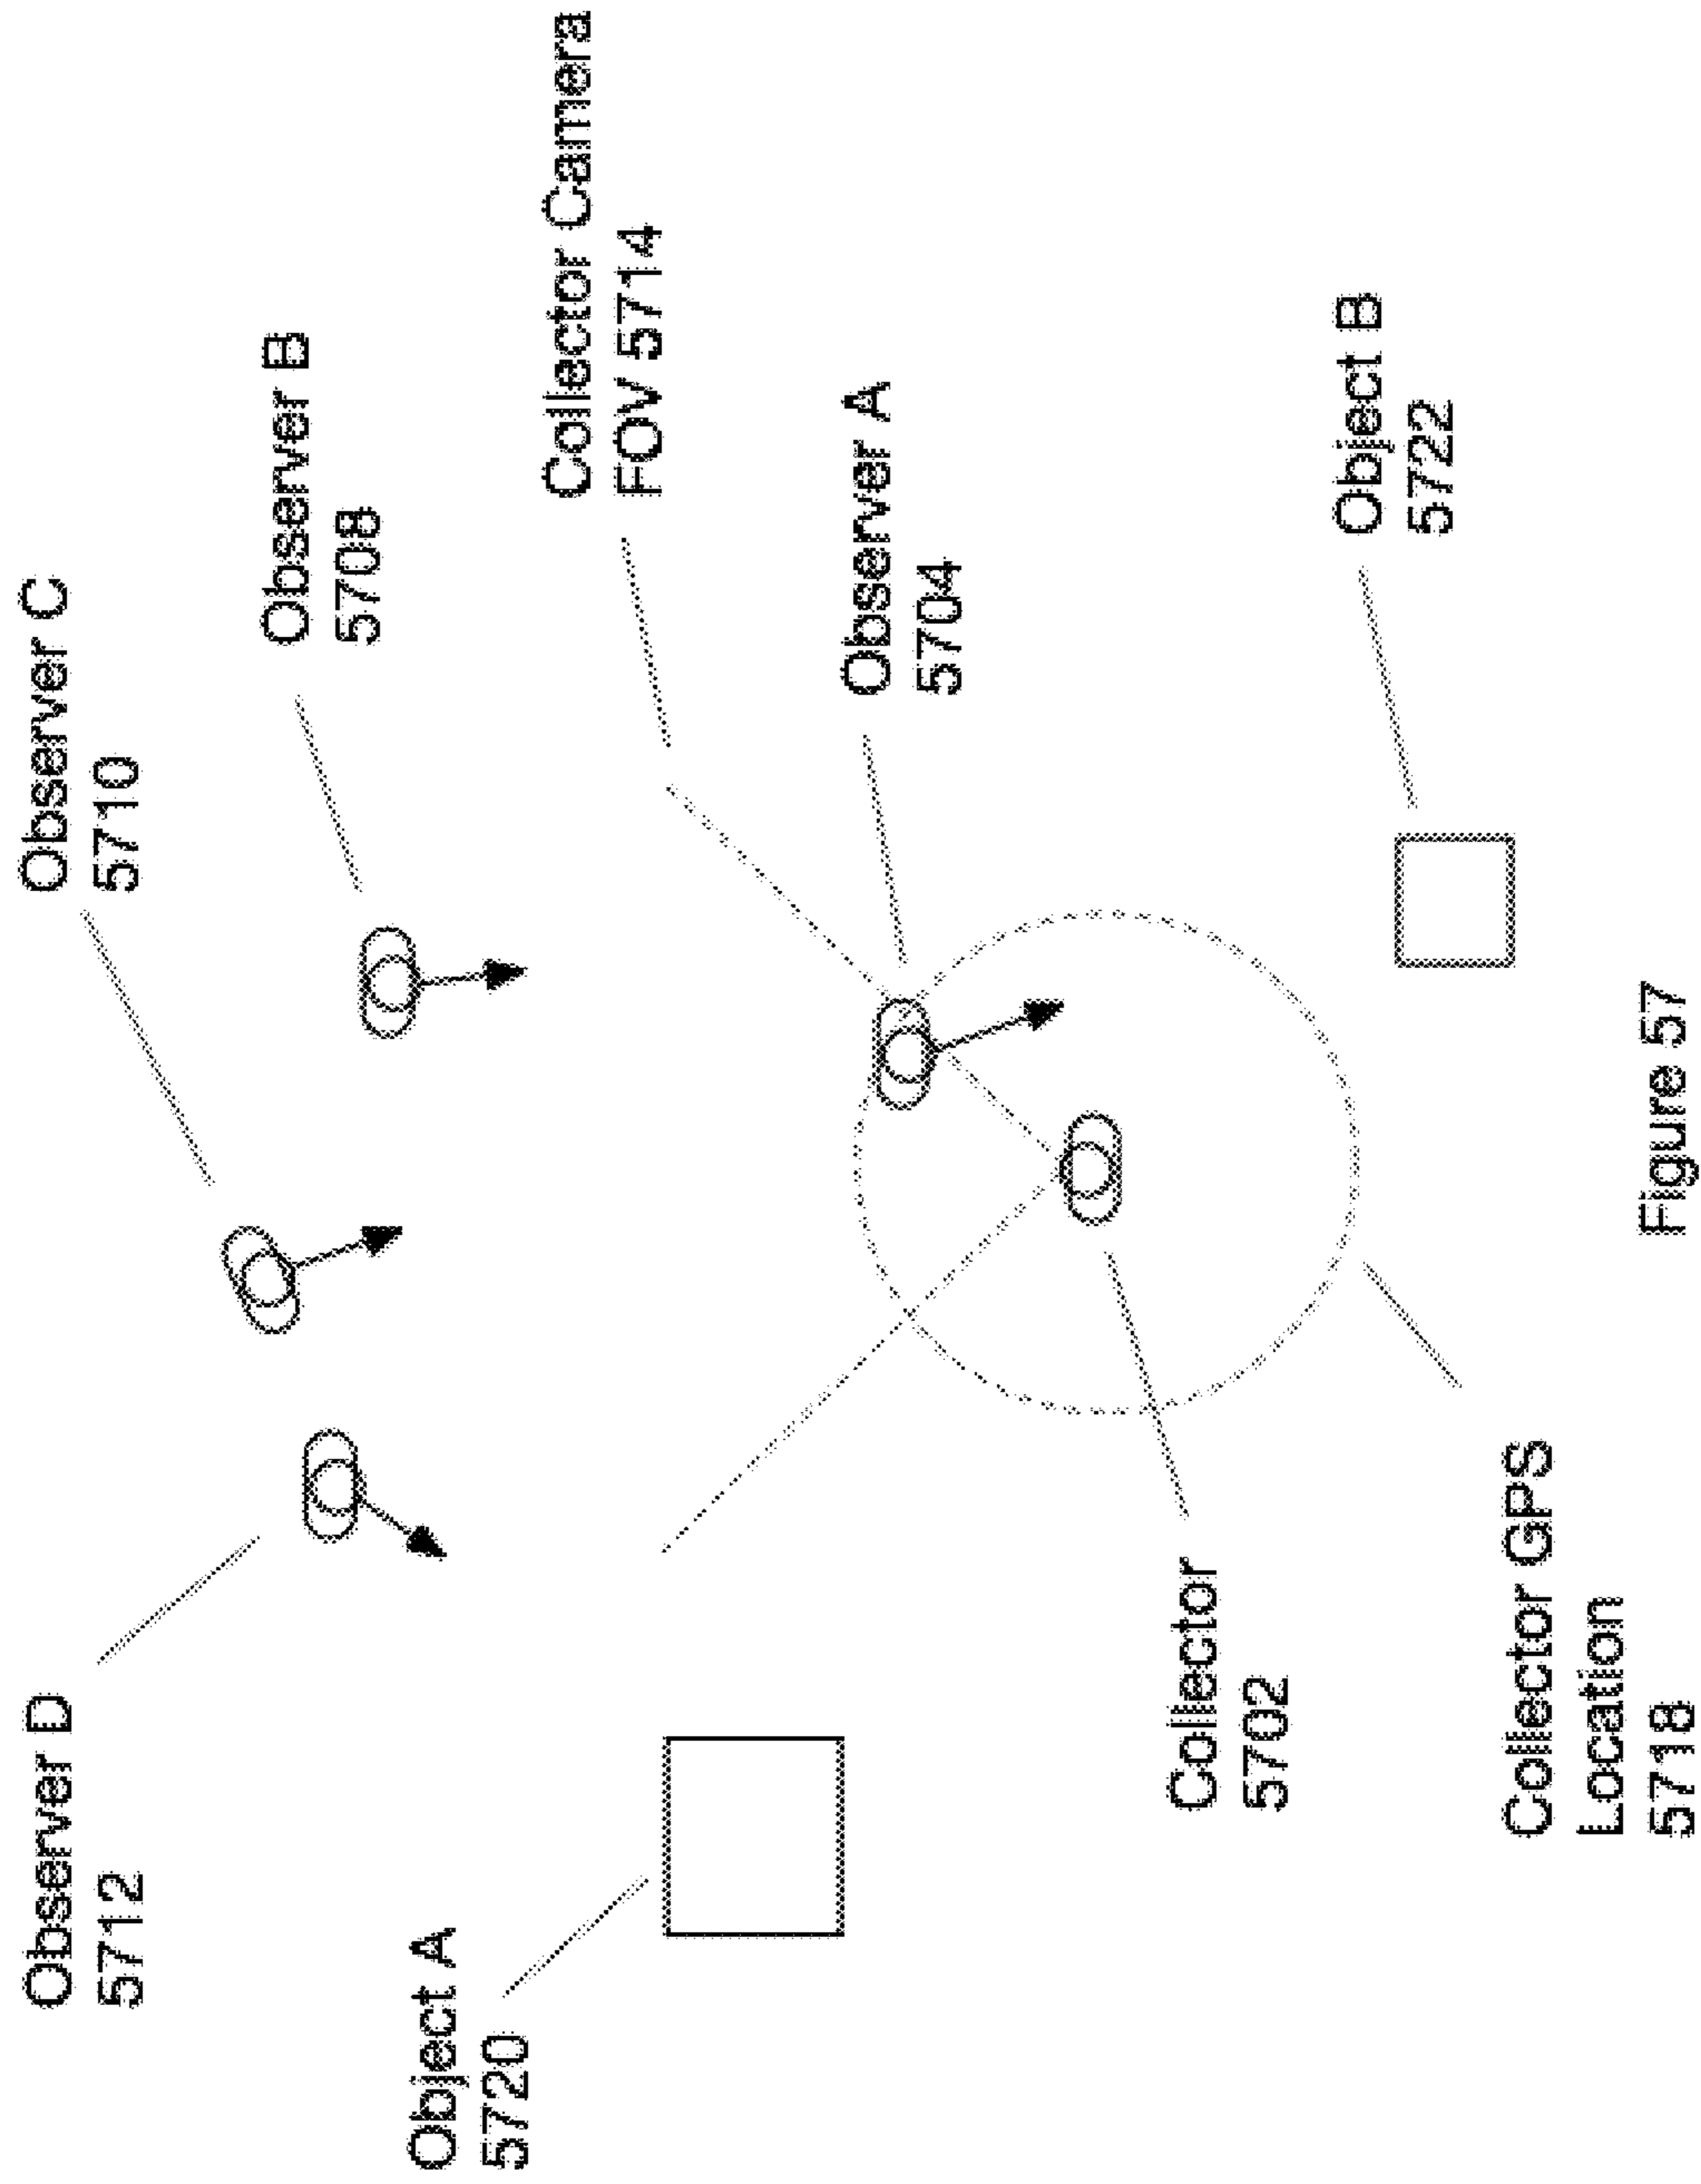 Observer D
5712
Observer C
5710
Observer B
5708
Object A
5720
Collector Camera
FOV 5714
Observer A
5704
Collector
5702
Object B
5722
Collector GPS
Location
5718
Figure 57